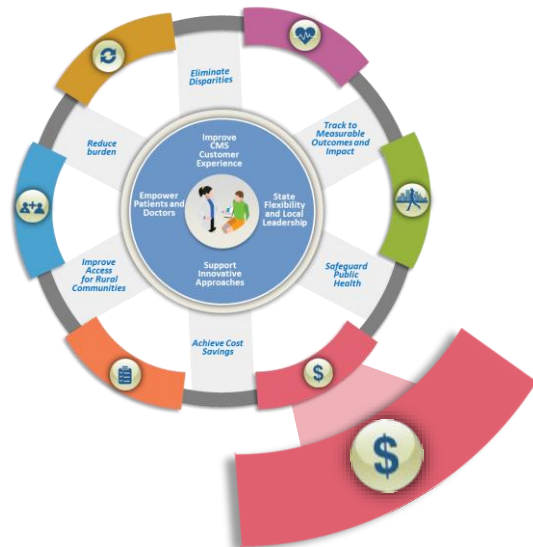 Eliminate
Disparities
Reduce
burden
Track to
Measurable
Outcomes and
Impact
Improve
CMS
Customer
Experience
Empower
Patients and
Doctors
State
Flexibility
and Local
Leadership
Support
Innovative
Approaches
Improve
Access
for Rural
Communities
Safeguard
Public
Health
Achieve Cost
Savings
$
$